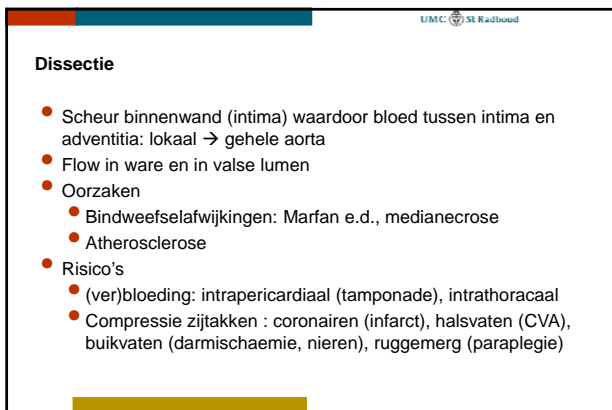 UMC St Radboud
Dissectie
• Scheur binnenwand (intima) waardoor bloed tussen intima en
adventitia: lokaal → gehele aorta
• Flow in ware en in valse lumen
• Oorzaken
• Bindweefselafwijkingen: Marfan e.d., medianecrose
• Atherosclerose
• Risico's
• (ver)bloeding: intrapericardiaal (tamponade), intrathoracaal
• Compressie zijtakken : coronairen (infarct), halsvaten (CVA),
buikvaten (darmischaemie, nieren), ruggemerg (paraplegie)